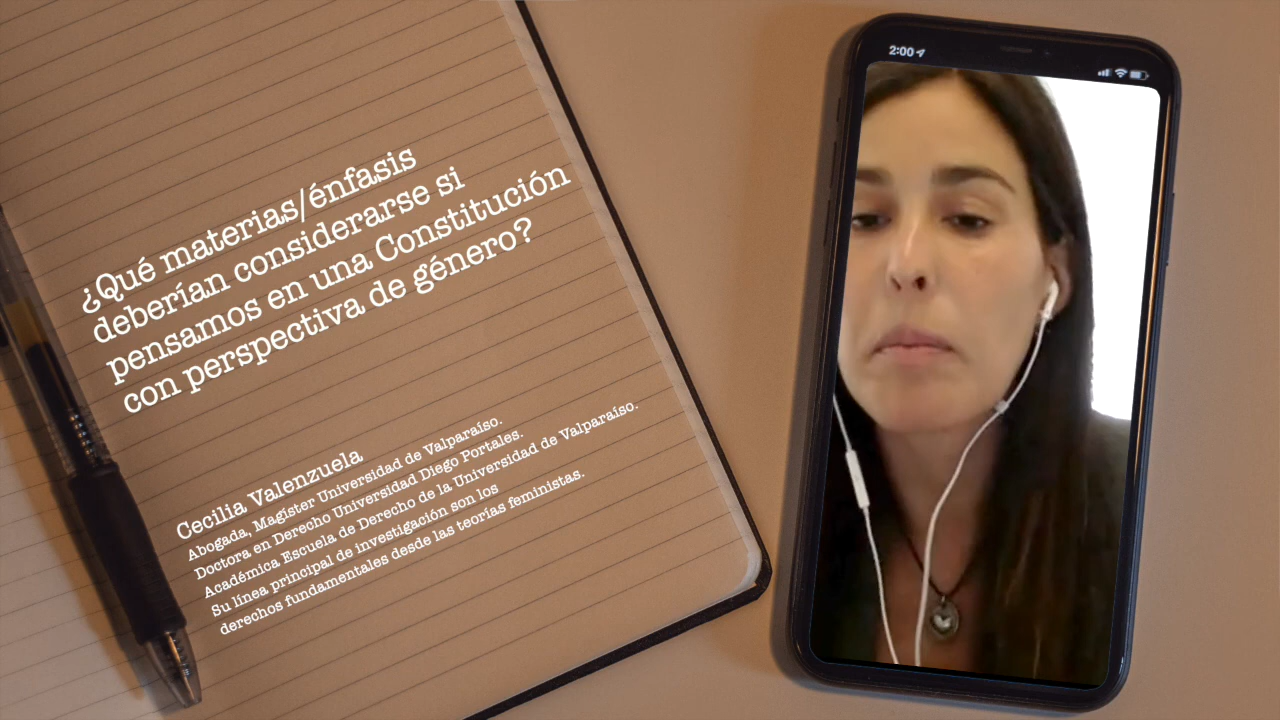 ¿Qué materias/énfasis
deberían considerarse si
pensamos en una Constitución
con perspectiva de género?
Cecilia Valenzuela
Abogada, Magíster Universidad de Valparaíso.
Doctora en Derecho Universidad Diego Portales.
Académica Escuela de Derecho de la Universidad de Valparaíso.
Su línea principal de investigación son los
derechos fundamentales desde las teorías feministas.
2:00